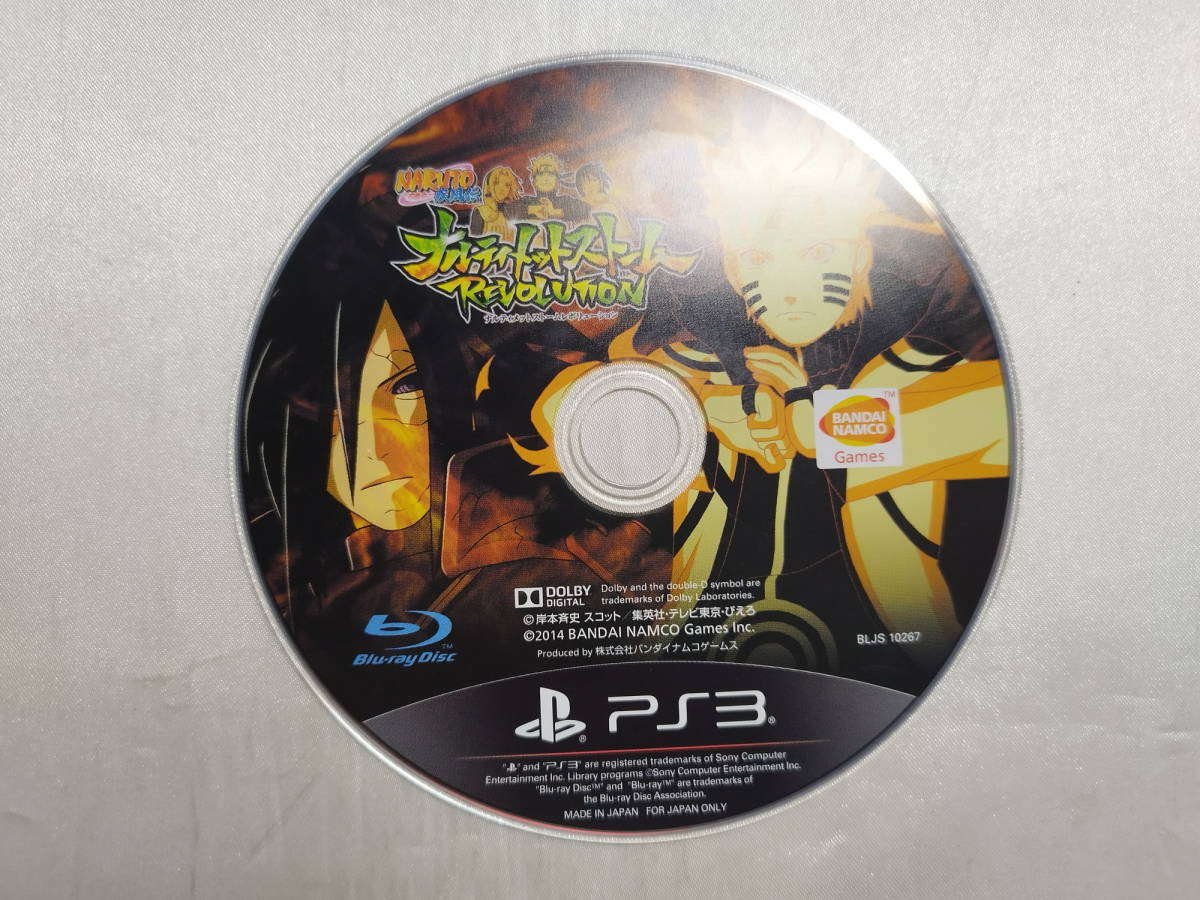 NARUTO
疾風伝
ナルティメットストーム
REVOLUTION
ナルティメットストームレボリューション
BANDAI
NAMCO
Games
TM
DOLBY
DIGITAL
Dolby and the double-D symbol are
trademarks of Dolby Laboratories.
©岸本斉史 スコット／集英社・テレビ東京・ぴえろ
©2014 BANDAI NAMCO Games Inc.
Produced by 株式会社バンダイナムコゲームス
BLJS 10267
Blu-ray Disc™
PS3®
"PS" and "PS3" are registered trademarks of Sony Computer
Entertainment Inc. Library programs ©Sony Computer Entertainment Inc.
"Blu-ray Disc™" and "Blu-ray™" are trademarks of
the Blu-ray Disc Association.
MADE IN JAPAN FOR JAPAN ONLY